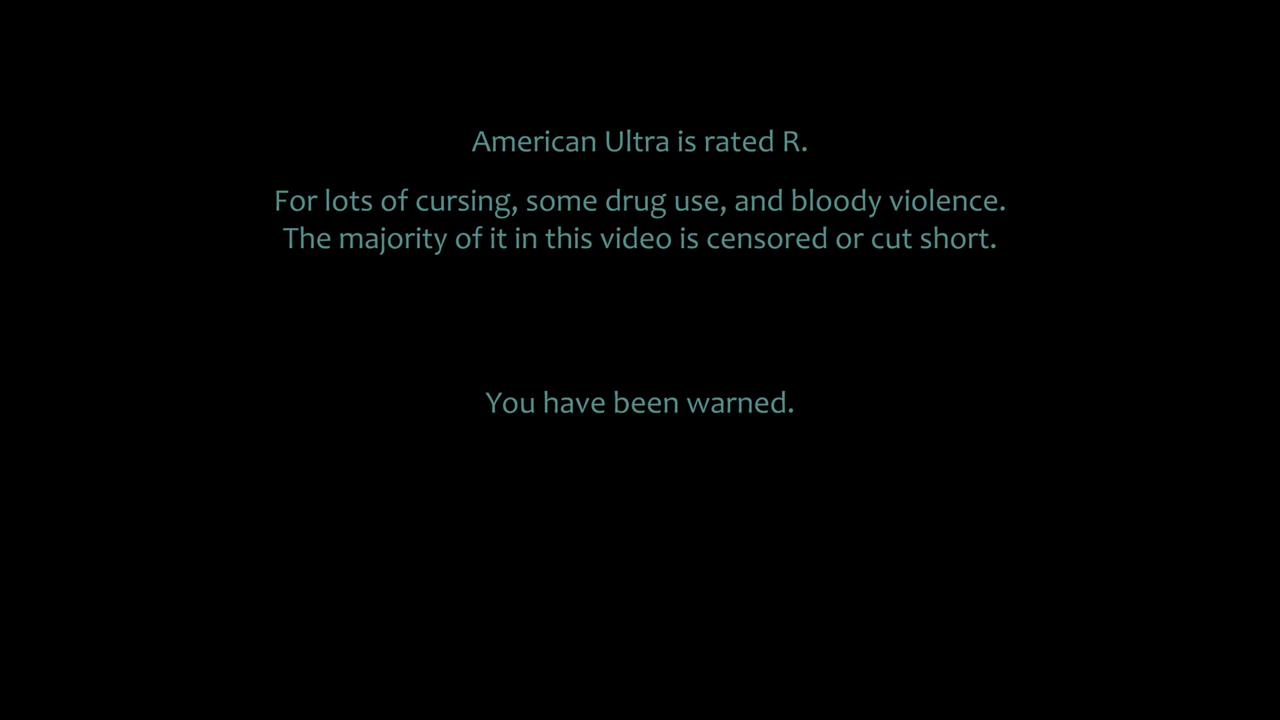 American Ultra is rated R.
For lots of cursing, some drug use, and bloody violence.
The majority of it in this video is censored or cut short.
You have been warned.